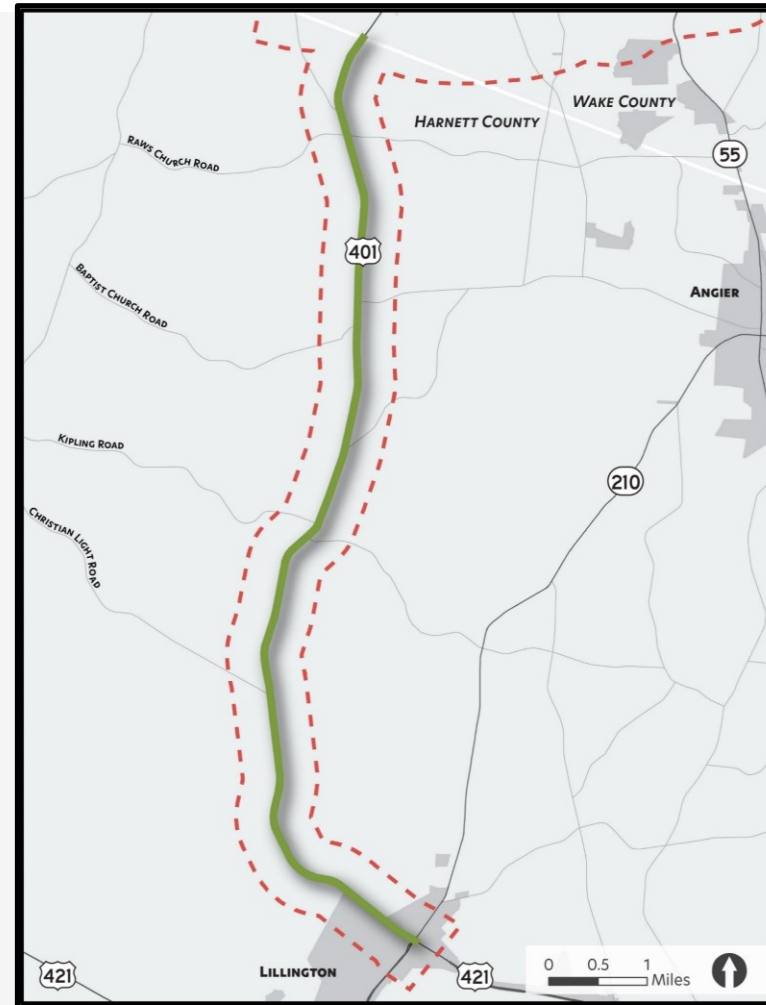 WAKE COUNTY
HARNETT COUNTY
RAWS CHURCH ROAD
55
401
BAPTIST CHURCH ROAD
ANGIER
KIPLING ROAD
210
CHRISTIAN LIGHT ROAD
LILLINGTON
421
421
0 0.5 1
Miles